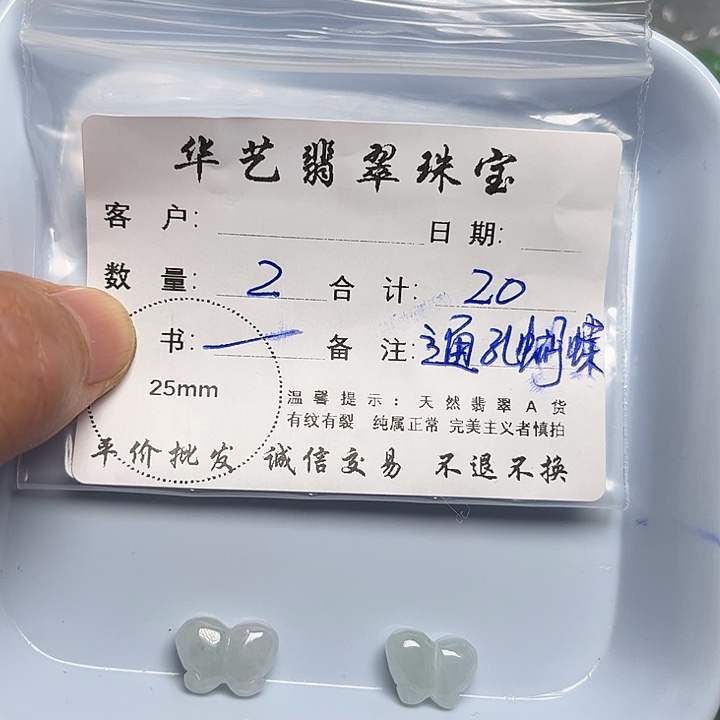 华艺翡翠珠宝
客 户: 日 期:
数 量: 2 合 计: 20
书: 备 注: 通孔蝴蝶
25mm
温馨提示:天然翡翠A货
有纹有裂 纯属正常 完美主义者慎拍
平价批发 诚信交易 不退不换